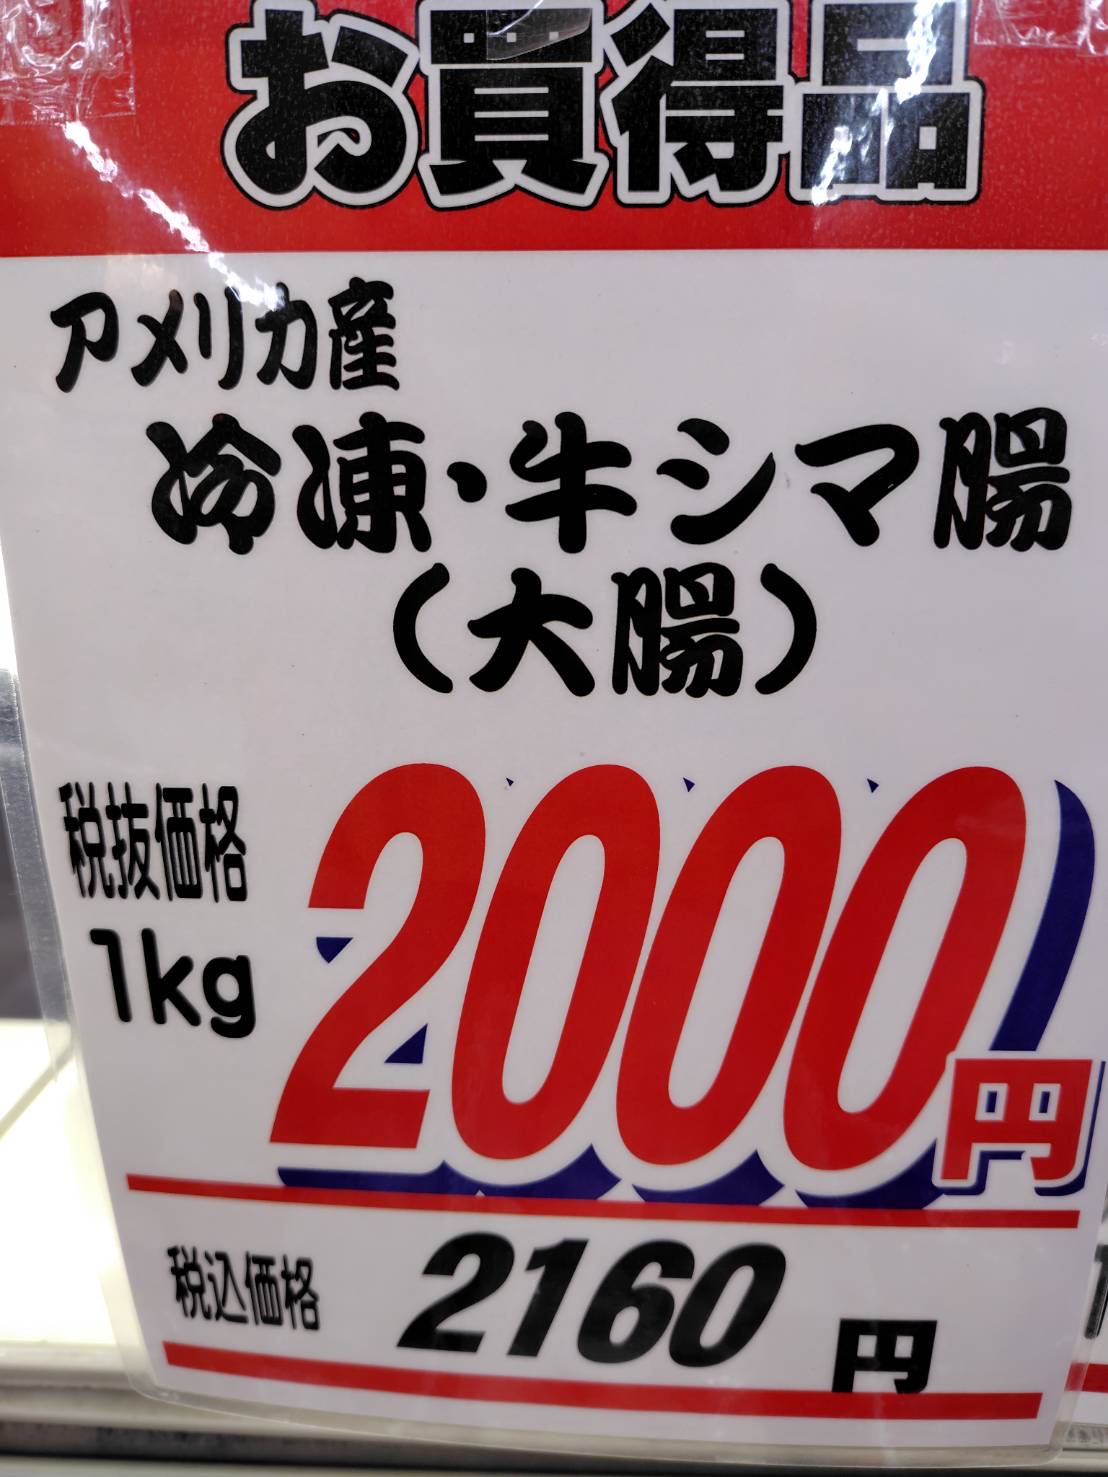 お買得品
アメリカ産
冷凍・牛シマ腸
(大腸)
税抜価格
1kg
2000円
税込価格 2160円